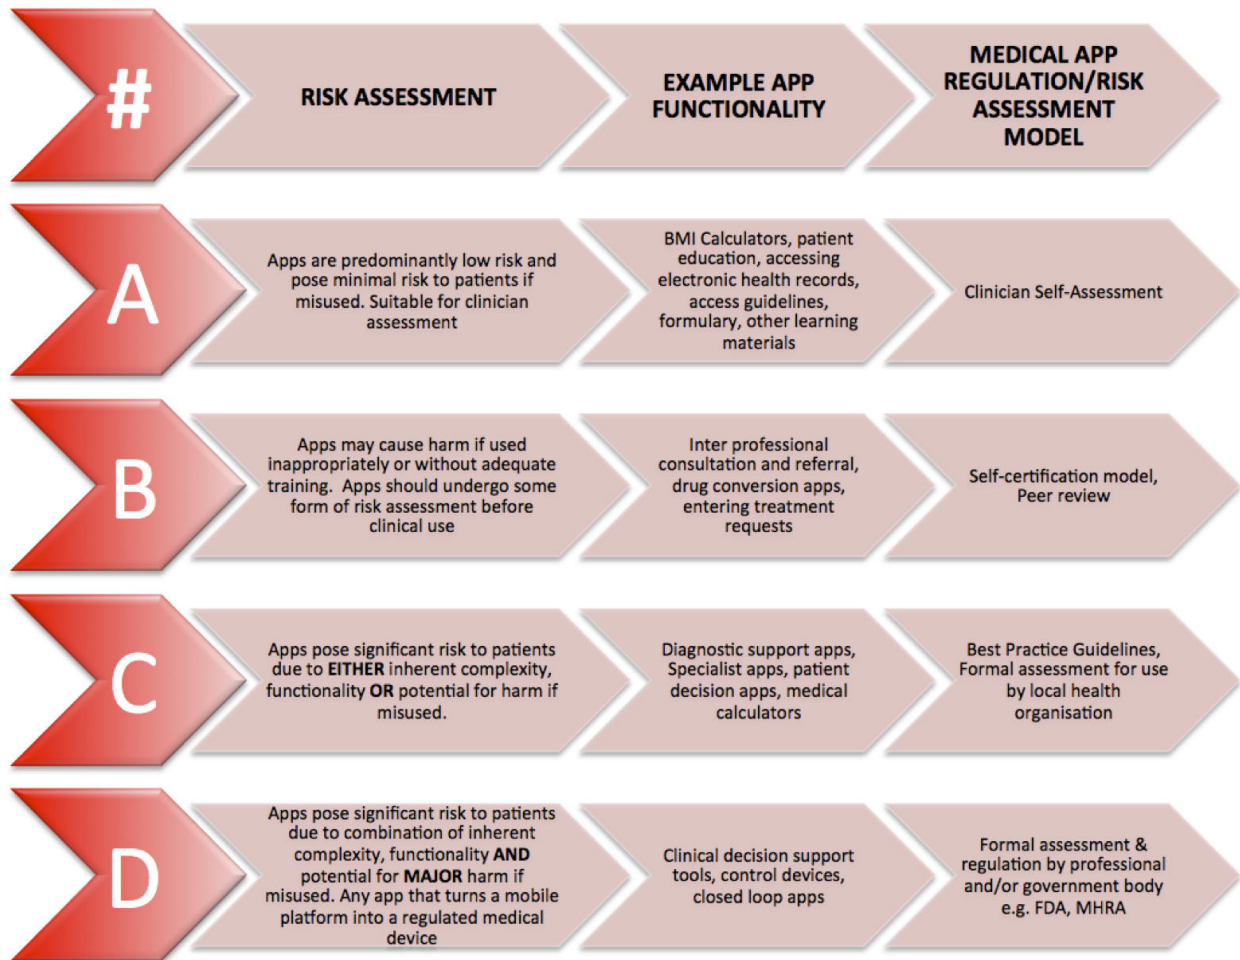 #
RISK ASSESSMENT
EXAMPLE APP
FUNCTIONALITY
MEDICAL APP
REGULATION/RISK
ASSESSMENT
MODEL
A
Apps are predominantly low risk and
pose minimal risk to patients if
misused. Suitable for clinician
assessment
BMI Calculators, patient
education, accessing
electronic health records,
access guidelines,
formulary, other learning
materials
Clinician Self-Assessment
B
Apps may cause harm if used
inappropriately or without adequate
training.  Apps should undergo some
form of risk assessment before
clinical use
Inter professional
consultation and referral,
drug conversion apps,
entering treatment
requests
Self-certification model,
Peer review
C
Apps pose significant risk to patients
due to EITHER inherent complexity,
functionality OR potential for harm if
misused.
Diagnostic support apps,
Specialist apps, patient
decision apps, medical
calculators
Best Practice Guidelines,
Formal assessment for use
by local health
organisation
D
Apps pose significant risk to patients
due to combination of inherent
complexity, functionality AND
potential for MAJOR harm if
misused. Any app that turns a mobile
platform into a regulated medical
device
Clinical decision support
tools, control devices,
closed loop apps
Formal assessment &
regulation by professional
and/or government body
e.g. FDA, MHRA